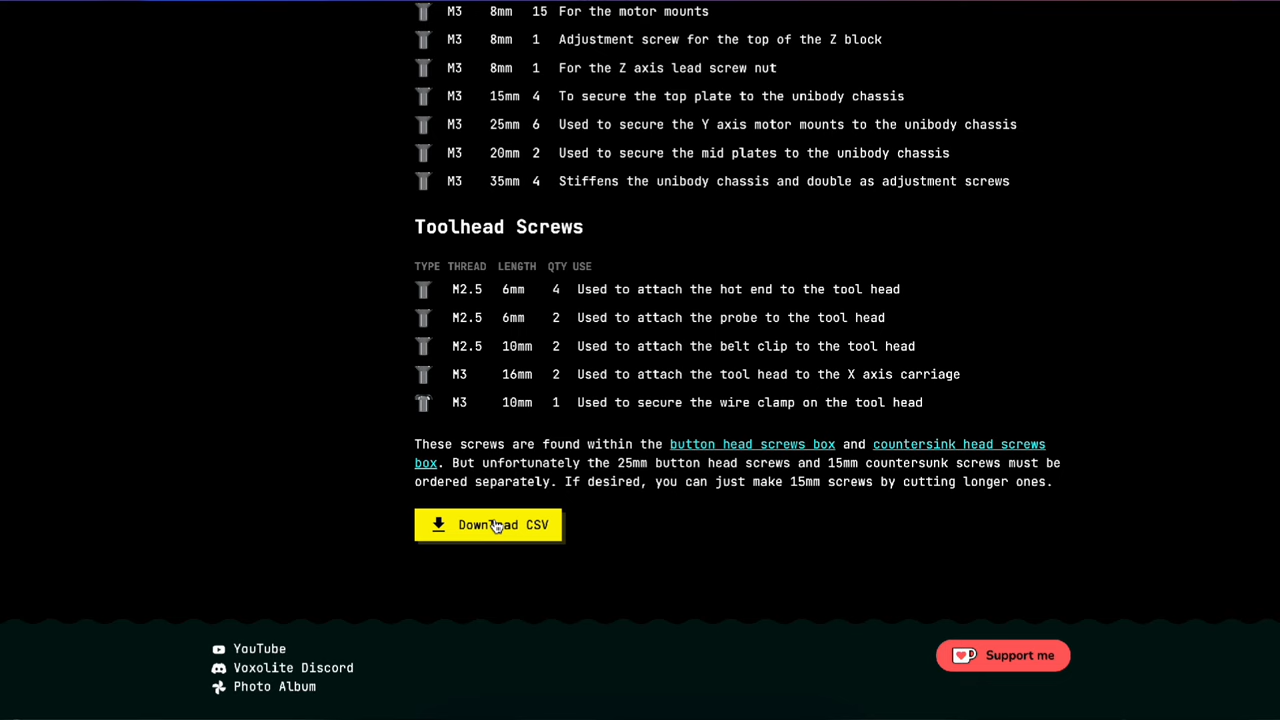 M3 8mm 15 For the motor mounts
M3 8mm 1 Adjustment screw for the top of the Z block
M3 8mm 1 For the Z axis lead screw nut
M3 15mm 4 To secure the top plate to the unibody chassis
M3 25mm 6 Used to secure the Y axis motor mounts to the unibody chassis
M3 20mm 2 Used to secure the mid plates to the unibody chassis
M3 35mm 4 Stiffens the unibody chassis and double as adjustment screws
Toolhead Screws
TYPE THREAD LENGTH QTY USE
M2.5 6mm 4 Used to attach the hot end to the tool head
M2.5 6mm 2 Used to attach the probe to the tool head
M2.5 10mm 2 Used to attach the belt clip to the tool head
M3 16mm 2 Used to attach the tool head to the X axis carriage
M3 10mm 1 Used to secure the wire clamp on the tool head
These screws are found within the button head screws box and countersink head screws
box. But unfortunately the 25mm button head screws and 15mm countersunk screws must be
ordered separately. If desired, you can just make 15mm screws by cutting longer ones.
Download CSV
YouTube
Voxolite Discord
Photo Album
Support me